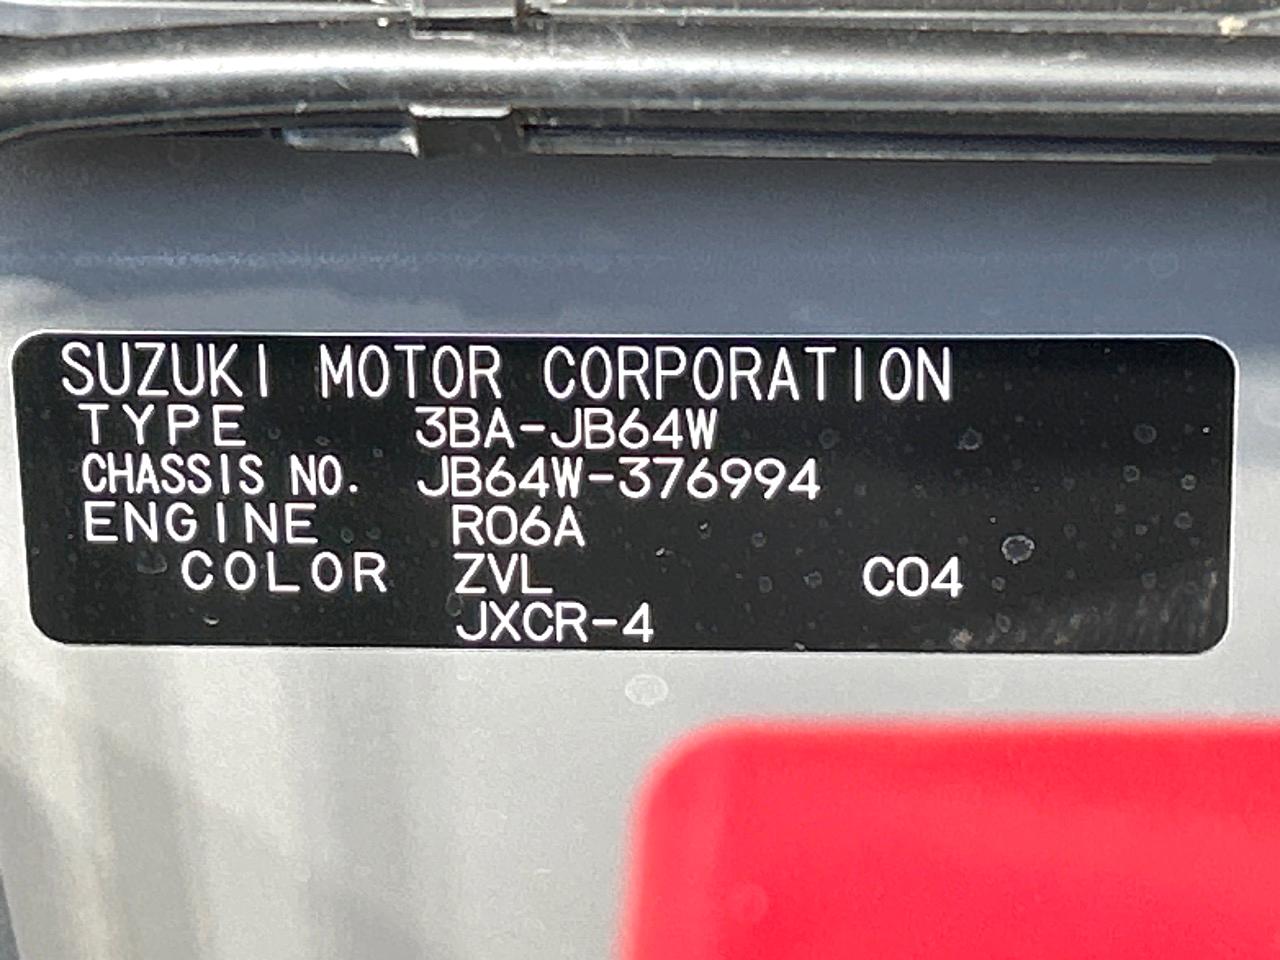 SUZUKI MOTOR CORPORATION
TYPE 3BA-JB64W
CHASSIS NO. JB64W-376994
ENGINE R06A
COLOR ZVL C04
JXCR-4